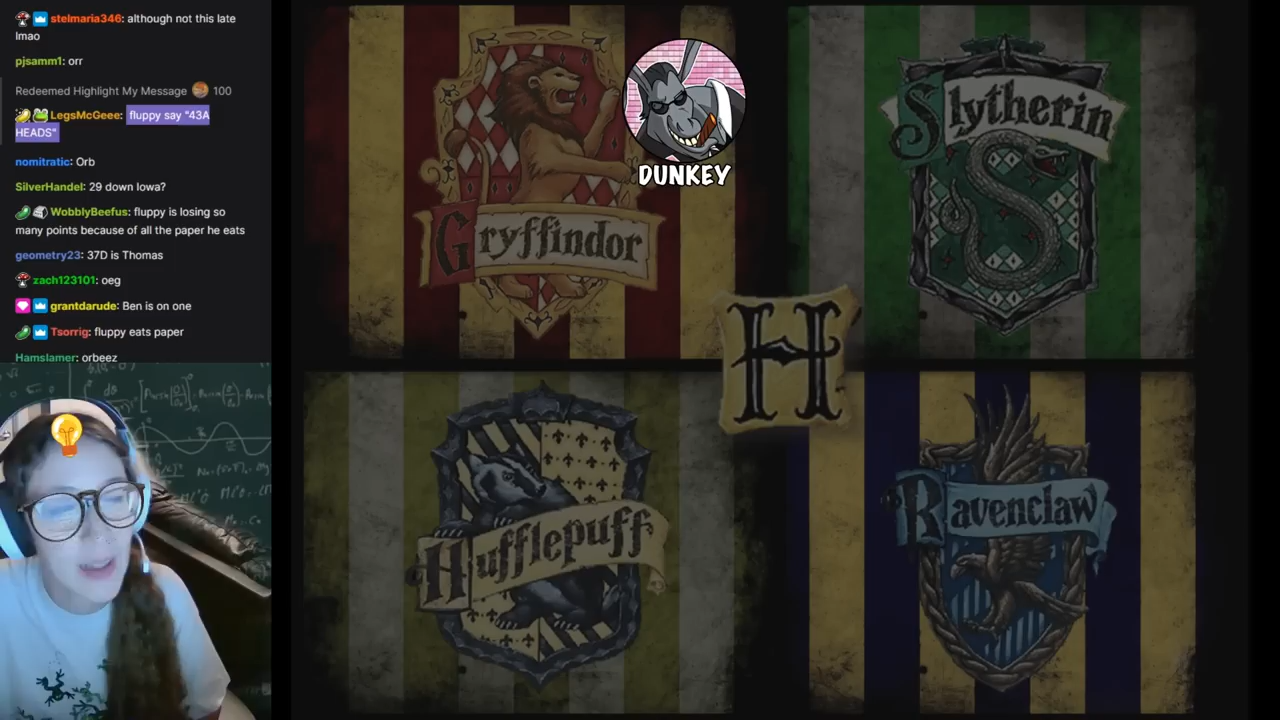 stelmaria346: although not this late
lmao
pjsamm1: orr
Redeemed Highlight My Message 100
LegsMcGeee: fluppy say "43A
HEADS"
nomitratic: Orb
SilverHandel: 29 down Iowa?
WobblyBeefus: fluppy is losing so
many points because of all the paper he eats
geometry23: 37D is Thomas
zach123101: oeg
grantdarude: Ben is on one
Tsorrig: fluppy eats paper
Hamslamer: orbeez
Gryffindor
DUNKEY
Slytherin
H
Hufflepuff
Ravenclaw